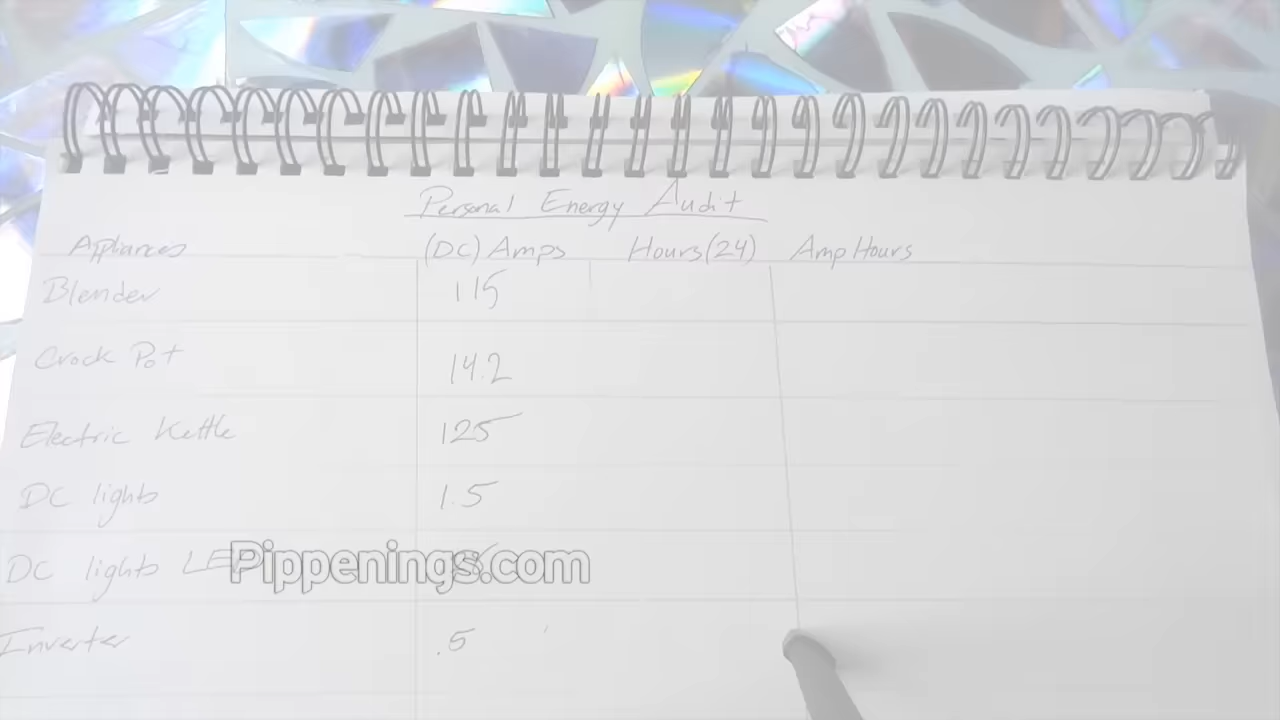 Personal Energy Audit
Appliances (DC) Amps Hours(24) Amp Hours
Blender 115
Crock Pot 14.2
Electric Kettle 125
DC lights 1.5
DC lights LED
Pippenings.com
Inverter .5